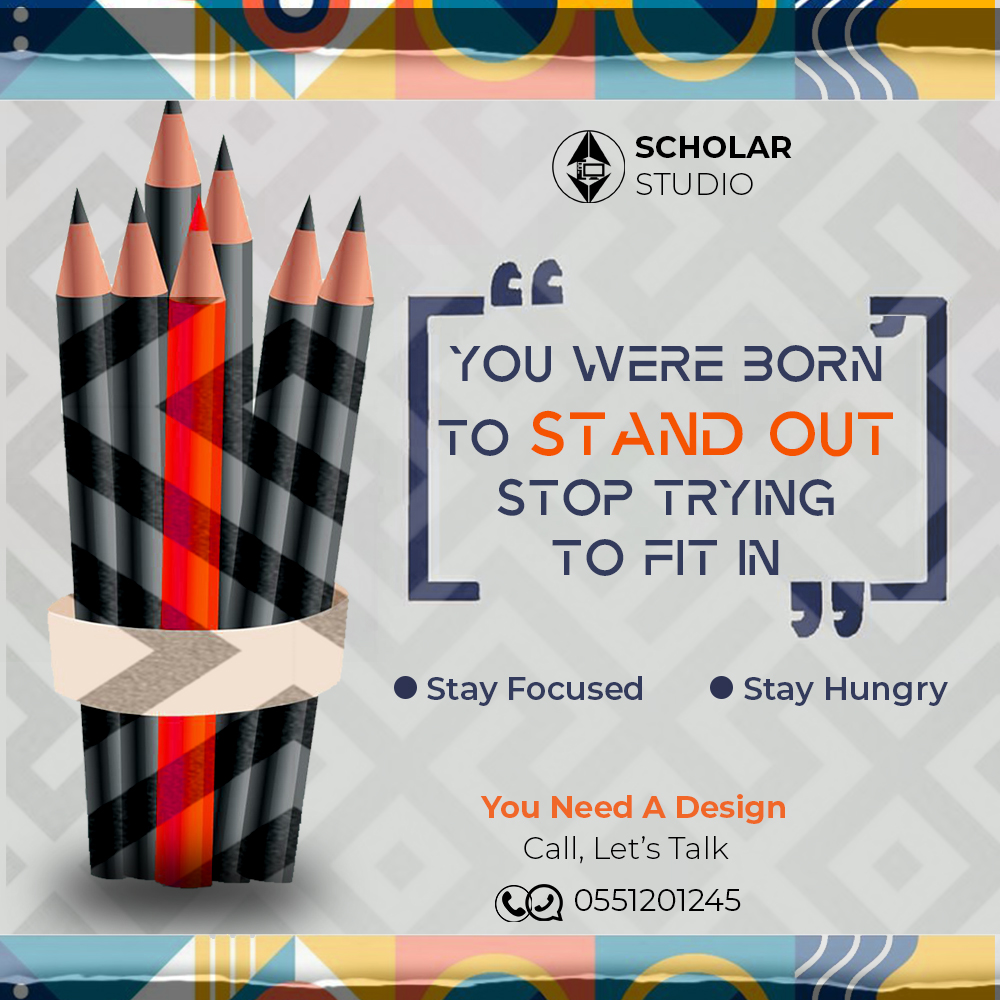 SCHOLAR
STUDIO
“
YOU WERE BORN
TO STAND OUT
STOP TRYING
TO FIT IN
”
● Stay Focused ● Stay Hungry
You Need A Design
Call, Let’s Talk
0551201245